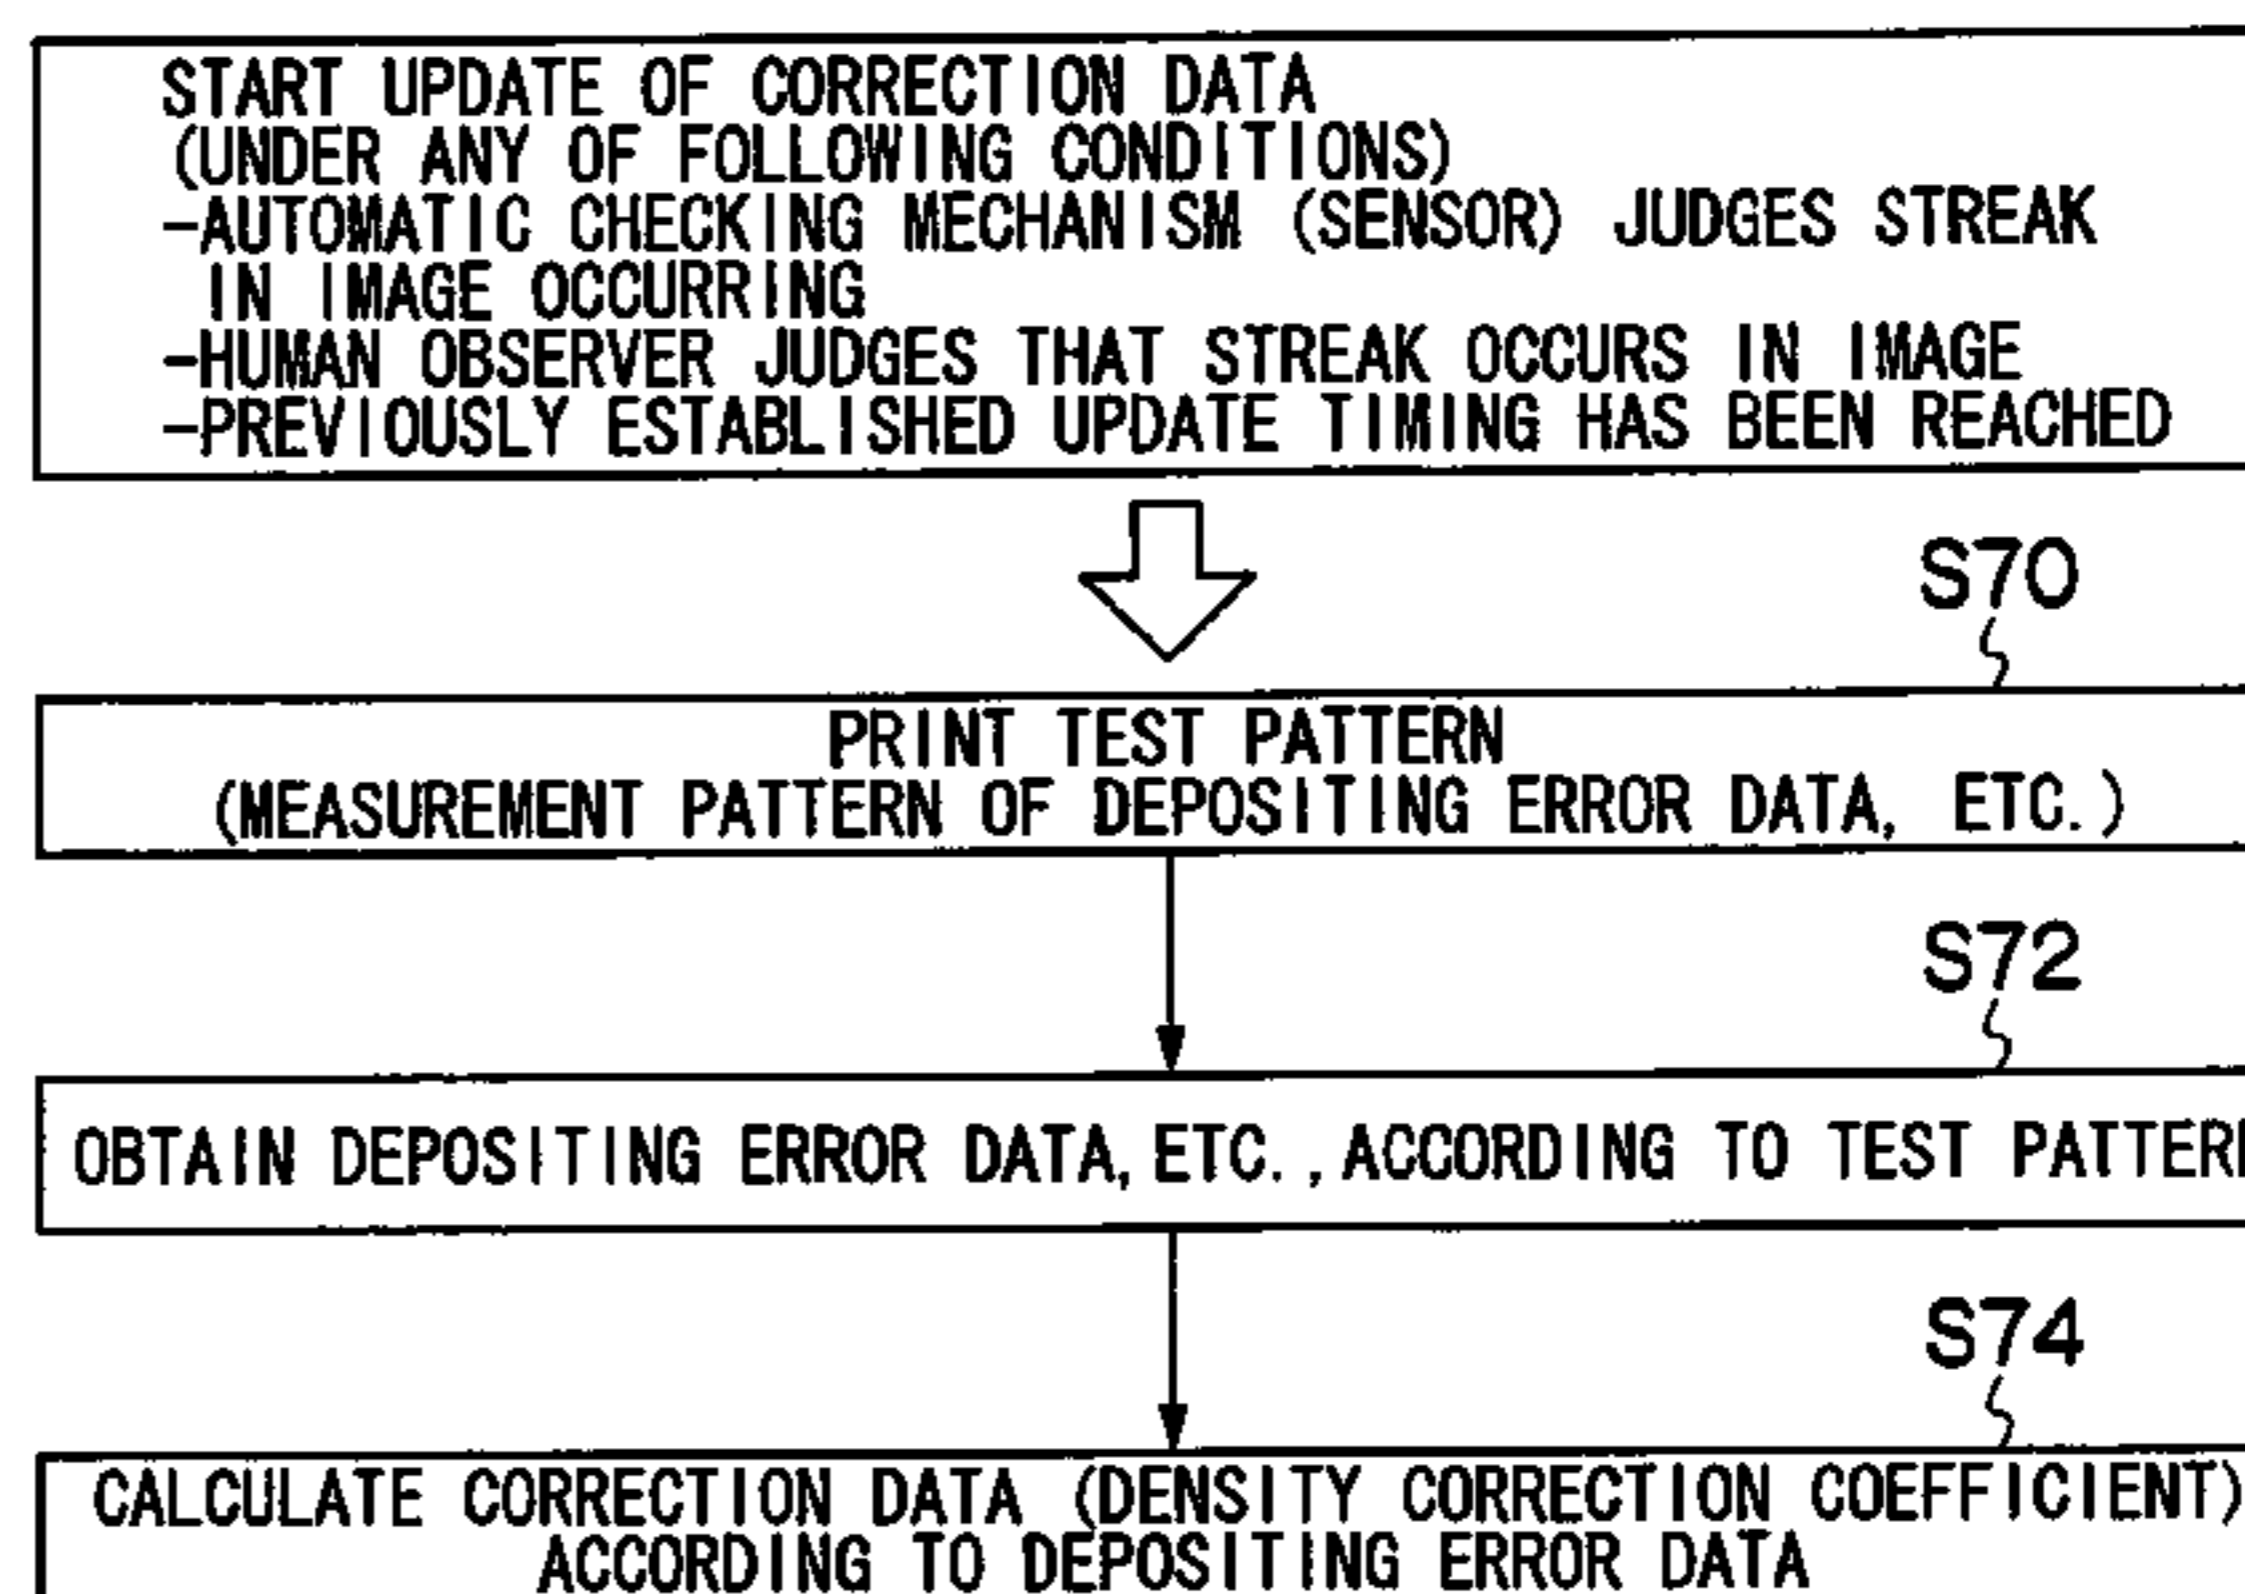 START UPDATE OF CORRECTION DATA
(UNDER ANY OF FOLLOWING CONDITIONS)
-AUTOMATIC CHECKING MECHANISM (SENSOR) JUDGES STREAK
IN IMAGE OCCURRING
-HUMAN OBSERVER JUDGES THAT STREAK OCCURS IN IMAGE
-PREVIOUSLY ESTABLISHED UPDATE TIMING HAS BEEN REACHED
S70
PRINT TEST PATTERN
(MEASUREMENT PATTERN OF DEPOSITING ERROR DATA, ETC.)
S72
OBTAIN DEPOSITING ERROR DATA, ETC., ACCORDING TO TEST
S74
CALCULATE CORRECTION DATA (DENSITY CORRECTION COEFFICIENT)
ACCORDING TO DEPOSITING ERROR DATA